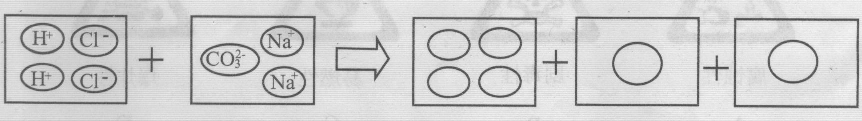 H⁺ Cl⁻ Na⁺
+ CO₃²⁻ + +
H⁺ Cl⁻ Na⁺